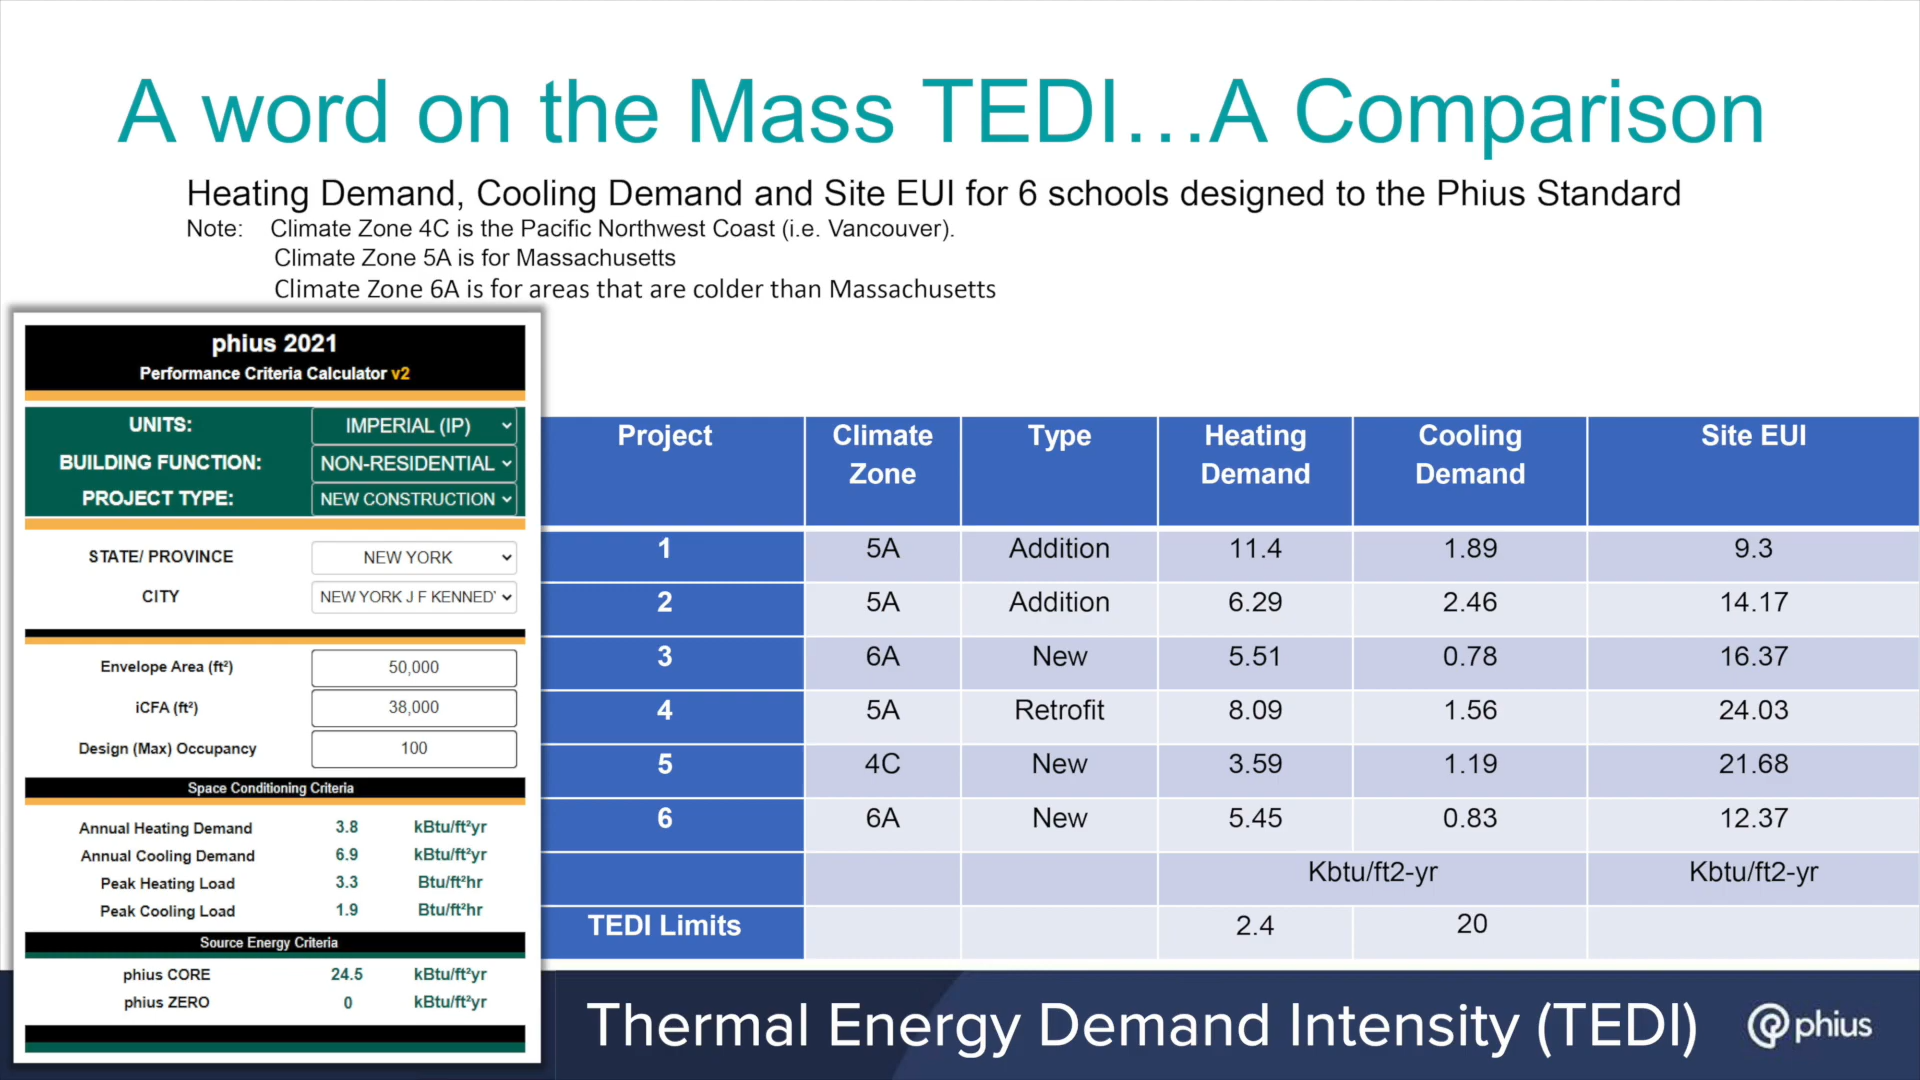 A word on the Mass TEDI…A Comparison
Heating Demand, Cooling Demand and Site EUI for 6 schools designed to the Phius Standard
Note: Climate Zone 4C is the Pacific Northwest Coast (i.e. Vancouver).
Climate Zone 5A is for Massachusetts
Climate Zone 6A is for areas that are colder than Massachusetts
phius 2021
Performance Criteria Calculator v2
UNITS: IMPERIAL (IP)
BUILDING FUNCTION: NON-RESIDENTIAL
PROJECT TYPE: NEW CONSTRUCTION
STATE/ PROVINCE NEW YORK
CITY NEW YORK J F KENNEDY
Envelope Area (ft²) 50,000
iCFA (ft²) 38,000
Design (Max) Occupancy 100
Space Conditioning Criteria
Annual Heating Demand 3.8 kBtu/ft²yr
Annual Cooling Demand 6.9 kBtu/ft²yr
Peak Heating Load 3.3 Btu/ft²hr
Peak Cooling Load 1.9 Btu/ft²hr
Source Energy Criteria
phius CORE 24.5 kBtu/ft²yr
phius ZERO 0 kBtu/ft²yr
Project Climate Zone Type Heating Demand Cooling Demand Site EUI
1 5A Addition 11.4 1.89 9.3
2 5A Addition 6.29 2.46 14.17
3 6A New 5.51 0.78 16.37
4 5A Retrofit 8.09 1.56 24.03
5 4C New 3.59 1.19 21.68
6 6A New 5.45 0.83 12.37
Kbtu/ft2-yr Kbtu/ft2-yr
TEDI Limits 2.4 20
Thermal Energy Demand Intensity (TEDI)
phius